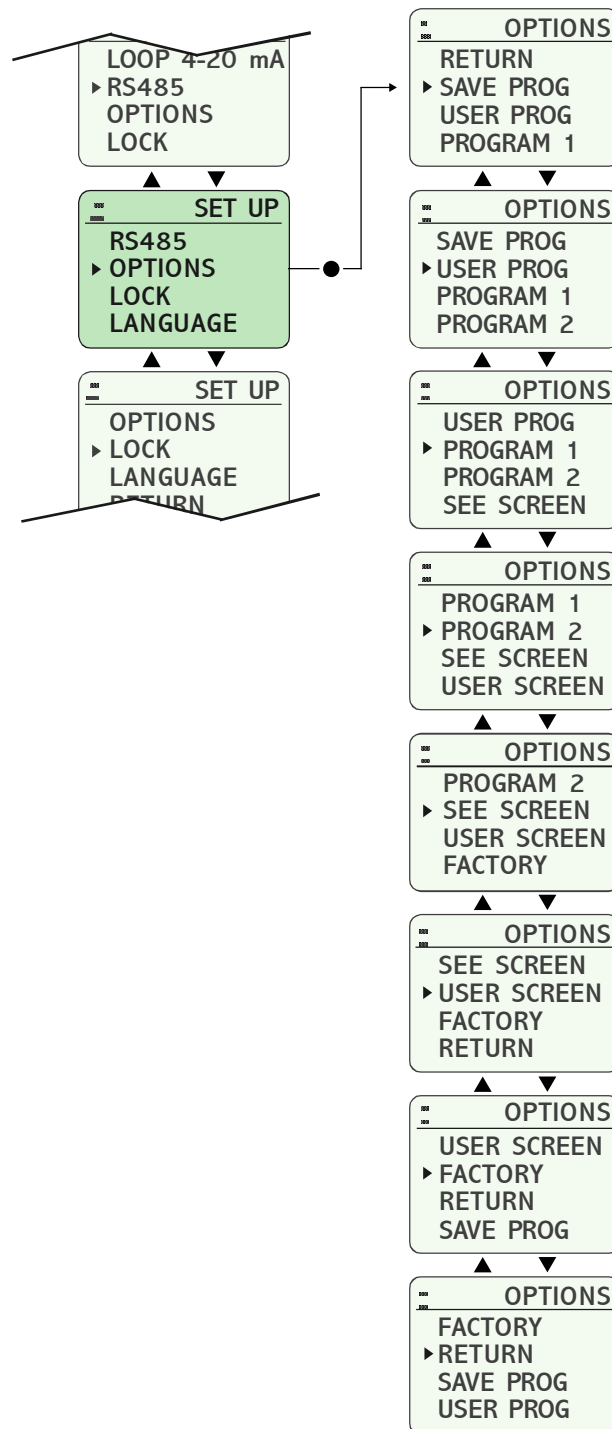 LOOP 4-20 mA
RS485
OPTIONS
LOCK
SET UP
RS485
OPTIONS
LOCK
LANGUAGE
SET UP
OPTIONS
LOCK
LANGUAGE
RETURN
OPTIONS
RETURN
SAVE PROG
USER PROG
PROGRAM 1
OPTIONS
SAVE PROG
USER PROG
PROGRAM 1
PROGRAM 2
OPTIONS
USER PROG
PROGRAM 1
PROGRAM 2
SEE SCREEN
OPTIONS
PROGRAM 1
PROGRAM 2
SEE SCREEN
USER SCREEN
OPTIONS
PROGRAM 2
SEE SCREEN
USER SCREEN
FACTORY
OPTIONS
SEE SCREEN
USER SCREEN
FACTORY
RETURN
OPTIONS
USER SCREEN
FACTORY
RETURN
SAVE PROG
OPTIONS
FACTORY
RETURN
SAVE PROG
USER PROG